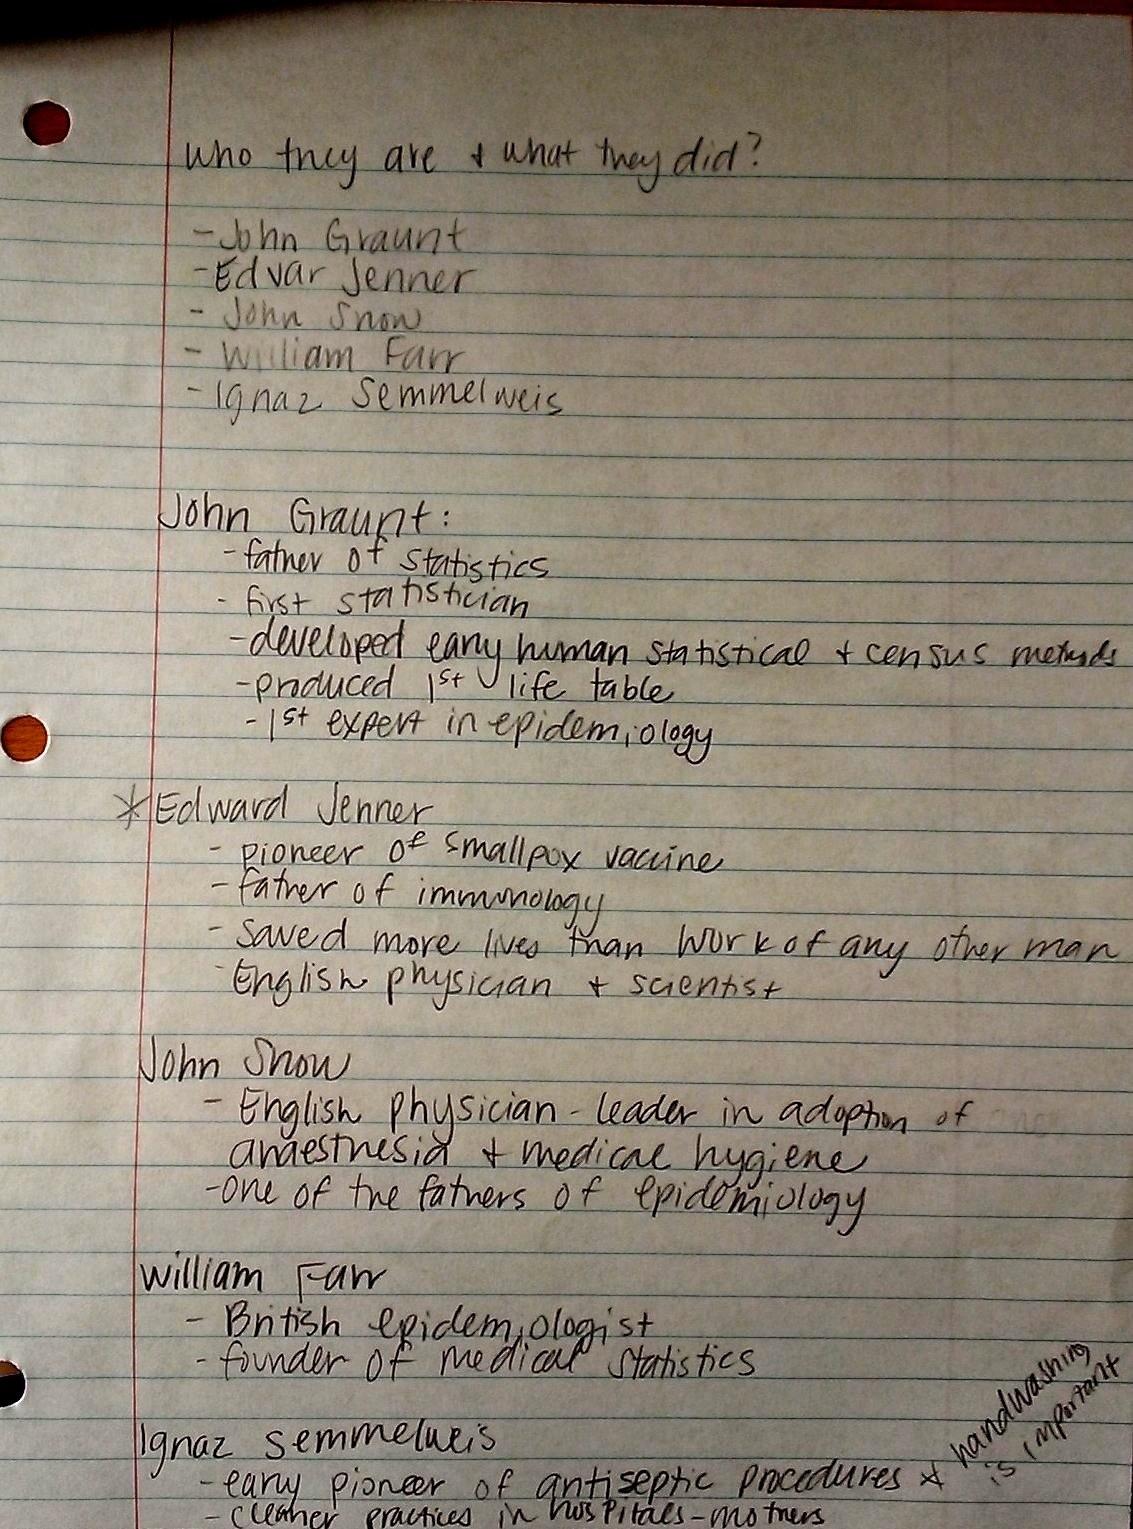 who they are + what they did?
- John Graunt
- Edvar Jenner
- John Snow
- William Farr
- Ignaz Semmelweis
John Graunt:
- father of statistics
- first statistician
- developed early human statistical + census methods
- produced 1st life table
- 1st expert in epidemiology
* Edward Jenner
- pioneer of smallpox vaccine
- father of immunology
- saved more lives than work of any other man
- English physician + scientist
John Snow
- English physician - leader in adoption of
anaesthesia + medical hygiene
- one of the fathers of epidemiology
William Farr
- British epidemiologist
- founder of medical statistics
Ignaz semmelweis
- early pioneer of antiseptic procedures * handwashing
is important
- cleaner practices in hospitals - mothers